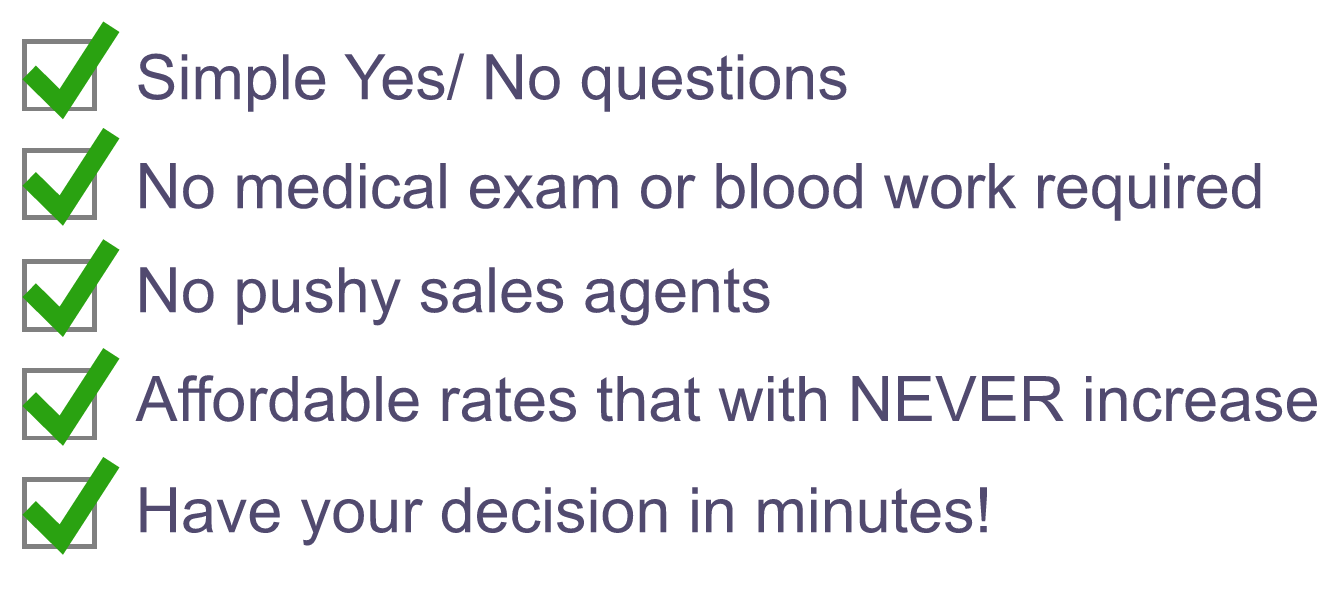 Simple Yes/ No questions
No medical exam or blood work required
No pushy sales agents
Affordable rates that with NEVER increase
Have your decision in minutes!